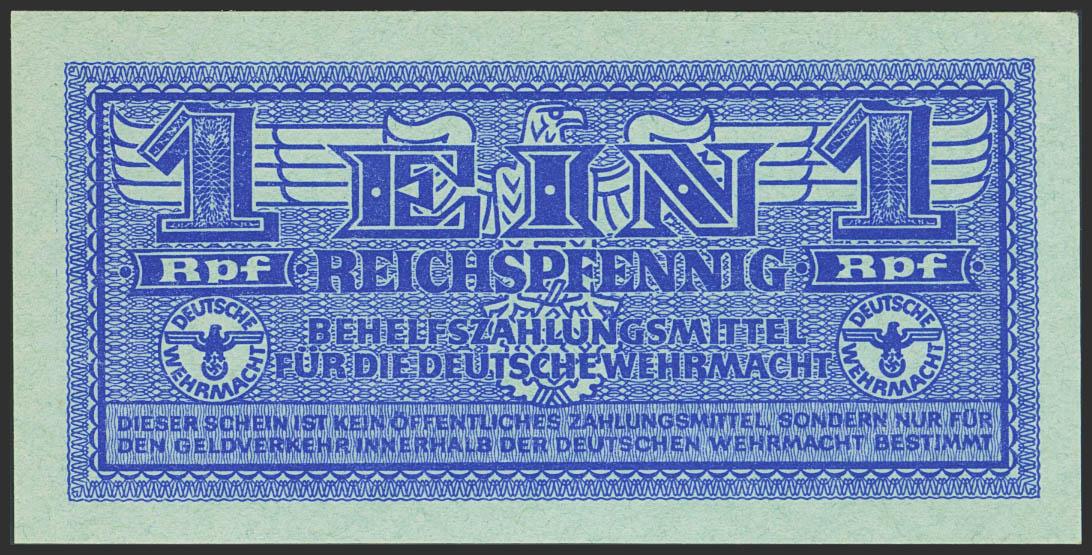 1 EIN 1
Rpf REICHSPFENNIG Rpf
DEUTSCHE WEHRMACHT
BEHELFSZAHLUNGSMITTEL
FÜR DIE DEUTSCHE WEHRMACHT
DEUTSCHE WEHRMACHT
DIESER SCHEIN IST KEIN ÖFFENTLICHES ZAHLUNGSMITTEL, SONDERN NUR FÜR
DEN GELDVERKEHR INNERHALB DER DEUTSCHEN WEHRMACHT BESTIMMT